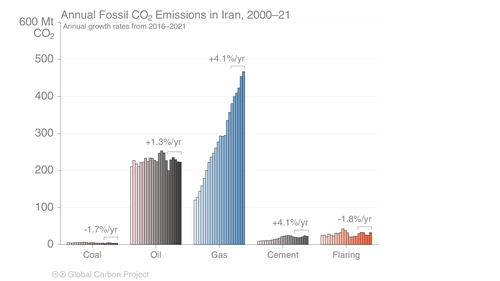 Annual Fossil CO₂ Emissions in Iran, 2000–21
Annual growth rates from 2016–2021
600 Mt
CO₂
500
400
300
200
100
0
-1.7%/yr
+1.3%/yr
+4.1%/yr
+4.1%/yr
-1.8%/yr
Coal
Oil
Gas
Cement
Flaring
Global Carbon Project